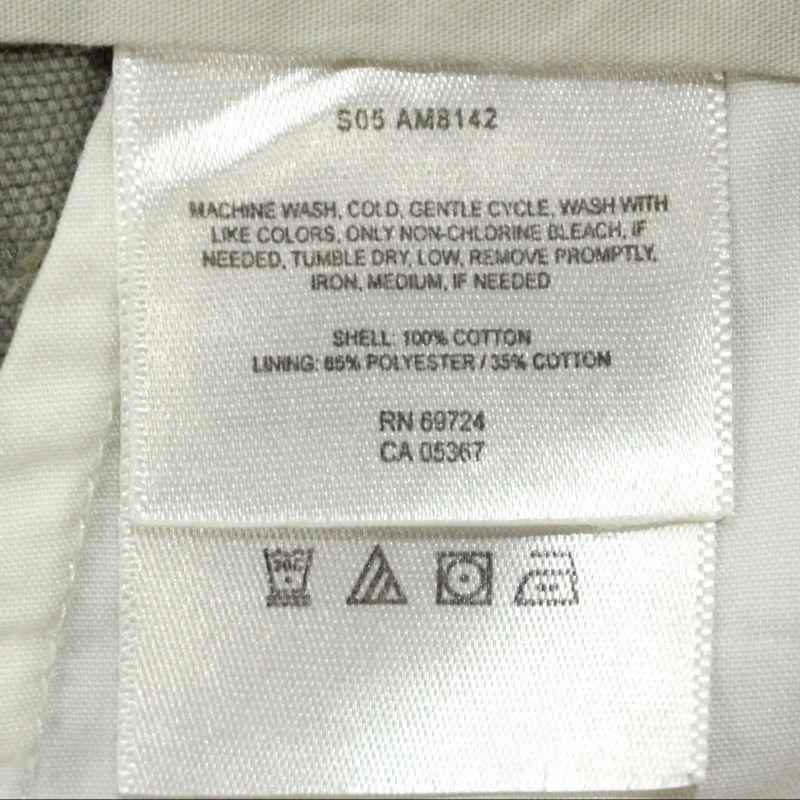 S05 AM8142
MACHINE WASH, COLD, GENTLE CYCLE, WASH WITH
LIKE COLORS, ONLY NON-CHLORINE BLEACH, IF
NEEDED, TUMBLE DRY, LOW, REMOVE PROMPTLY.
IRON, MEDIUM, IF NEEDED
SHELL: 100% COTTON
LINING: 65% POLYESTER / 35% COTTON
RN 69724
CA 05367
30C